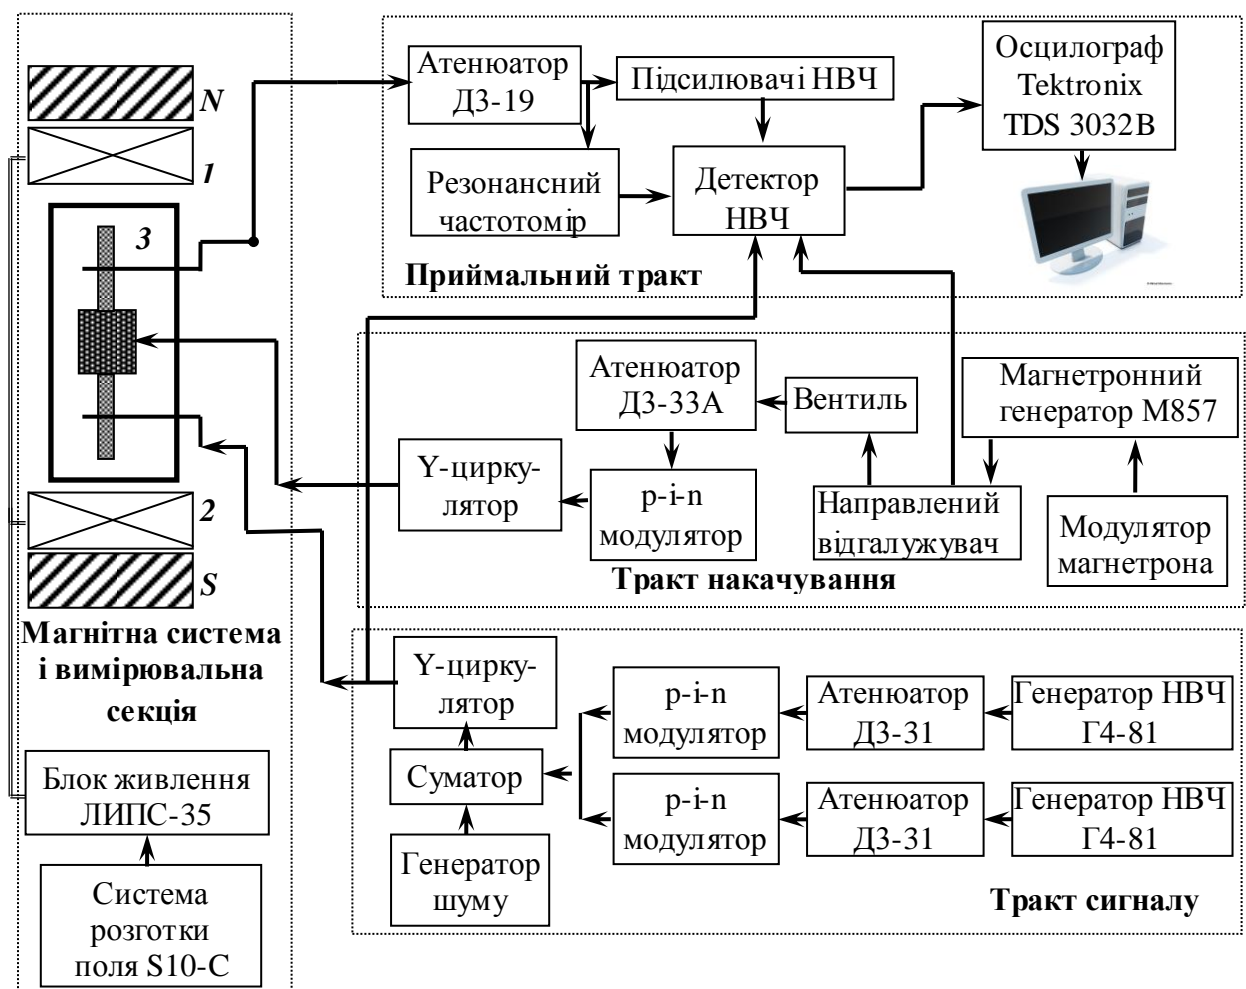 N
1
3
2
S
Магнітна система
і вимірювальна
секція
Блок живлення
ЛИПС-35
Система
розготки
поля S10-C
Атенюатор
Д3-19
Підсилювачі НВЧ
Осцилограф
Tektronix
TDS 3032B
Резонансний
частотомір
Детектор
НВЧ
Приймальний тракт
Атенюатор
Д3-33А
Вентиль
Магнетронний
генератор М857
Y-цирку-
лятор
p-i-n
модулятор
Направлений
відгалужувач
Модулятор
магнетрона
Тракт накачування
Y-цирку-
лятор
p-i-n
модулятор
Атенюатор
Д3-31
Генератор НВЧ
Г4-81
Суматор
p-i-n
модулятор
Атенюатор
Д3-31
Генератор НВЧ
Г4-81
Генератор
шуму
Тракт сигналу